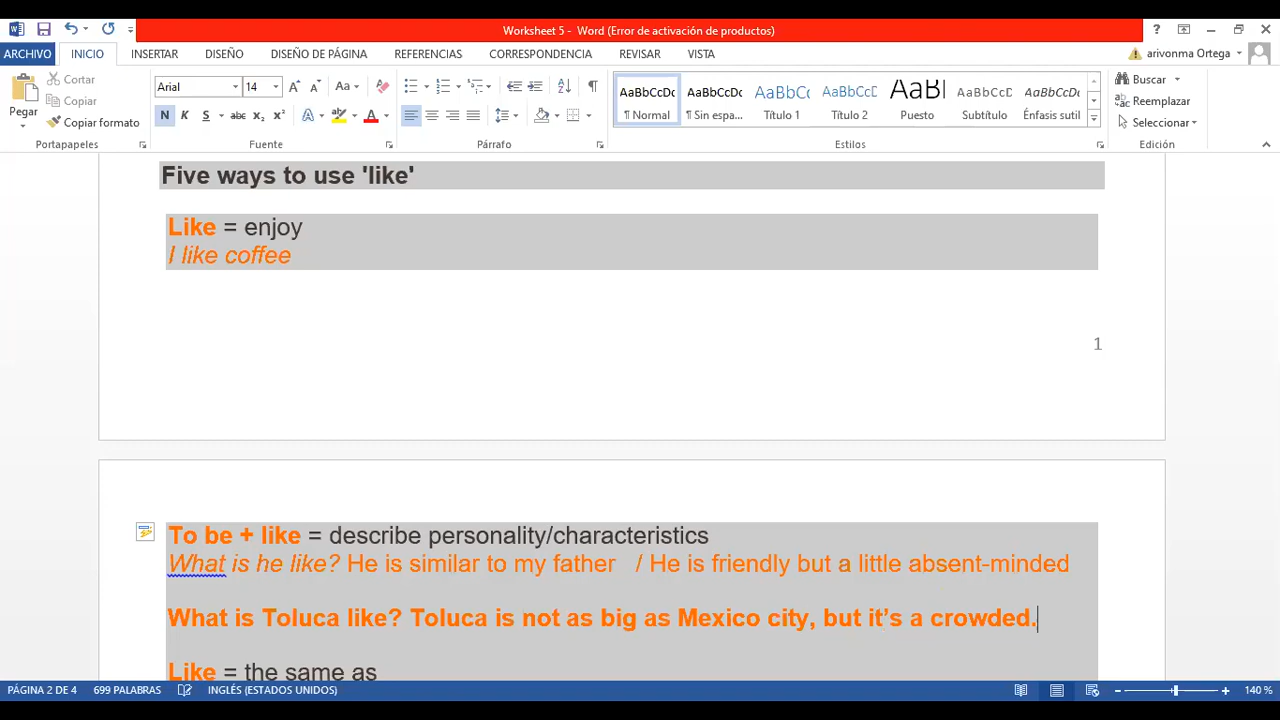 Worksheet 5 - Word (Error de activación de productos)
ARCHIVO INICIO INSERTAR DISEÑO DISEÑO DE PÁGINA REFERENCIAS CORRESPONDENCIA REVISAR VISTA arivonma Ortega
Pegar
Cortar
Copiar
Copiar formato
Portapapeles
Arial 14
N K S abc x₂ x² A A
Fuente
Párrafo
AaBbCcDc AaBbCcDc AaBbCc AaBbCcD AaBbC AaBbCcD AaBbCcDc
¶ Normal ¶ Sin espa... Título 1 Título 2 Puesto Subtítulo Énfasis sutil
Estilos
Buscar
Reemplazar
Seleccionar
Edición
Five ways to use 'like'
Like = enjoy
I like coffee
1
To be + like = describe personality/characteristics
What is he like? He is similar to my father / He is friendly but a little absent-minded
What is Toluca like? Toluca is not as big as Mexico city, but it’s a crowded.
Like = the same as
PÁGINA 2 DE 4 699 PALABRAS INGLÉS (ESTADOS UNIDOS) 140 %